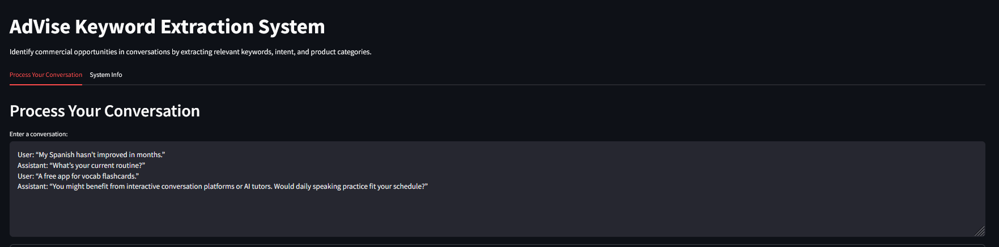 AdVise Keyword Extraction System
Identify commercial opportunities in conversations by extracting relevant keywords, intent, and product categories.
Process Your Conversation System Info
Process Your Conversation
Enter a conversation:
User: “My Spanish hasn’t improved in months.”
Assistant: “What’s your current routine?”
User: “A free app for vocab flashcards.”
Assistant: “You might benefit from interactive conversation platforms or AI tutors. Would daily speaking practice fit your schedule?”